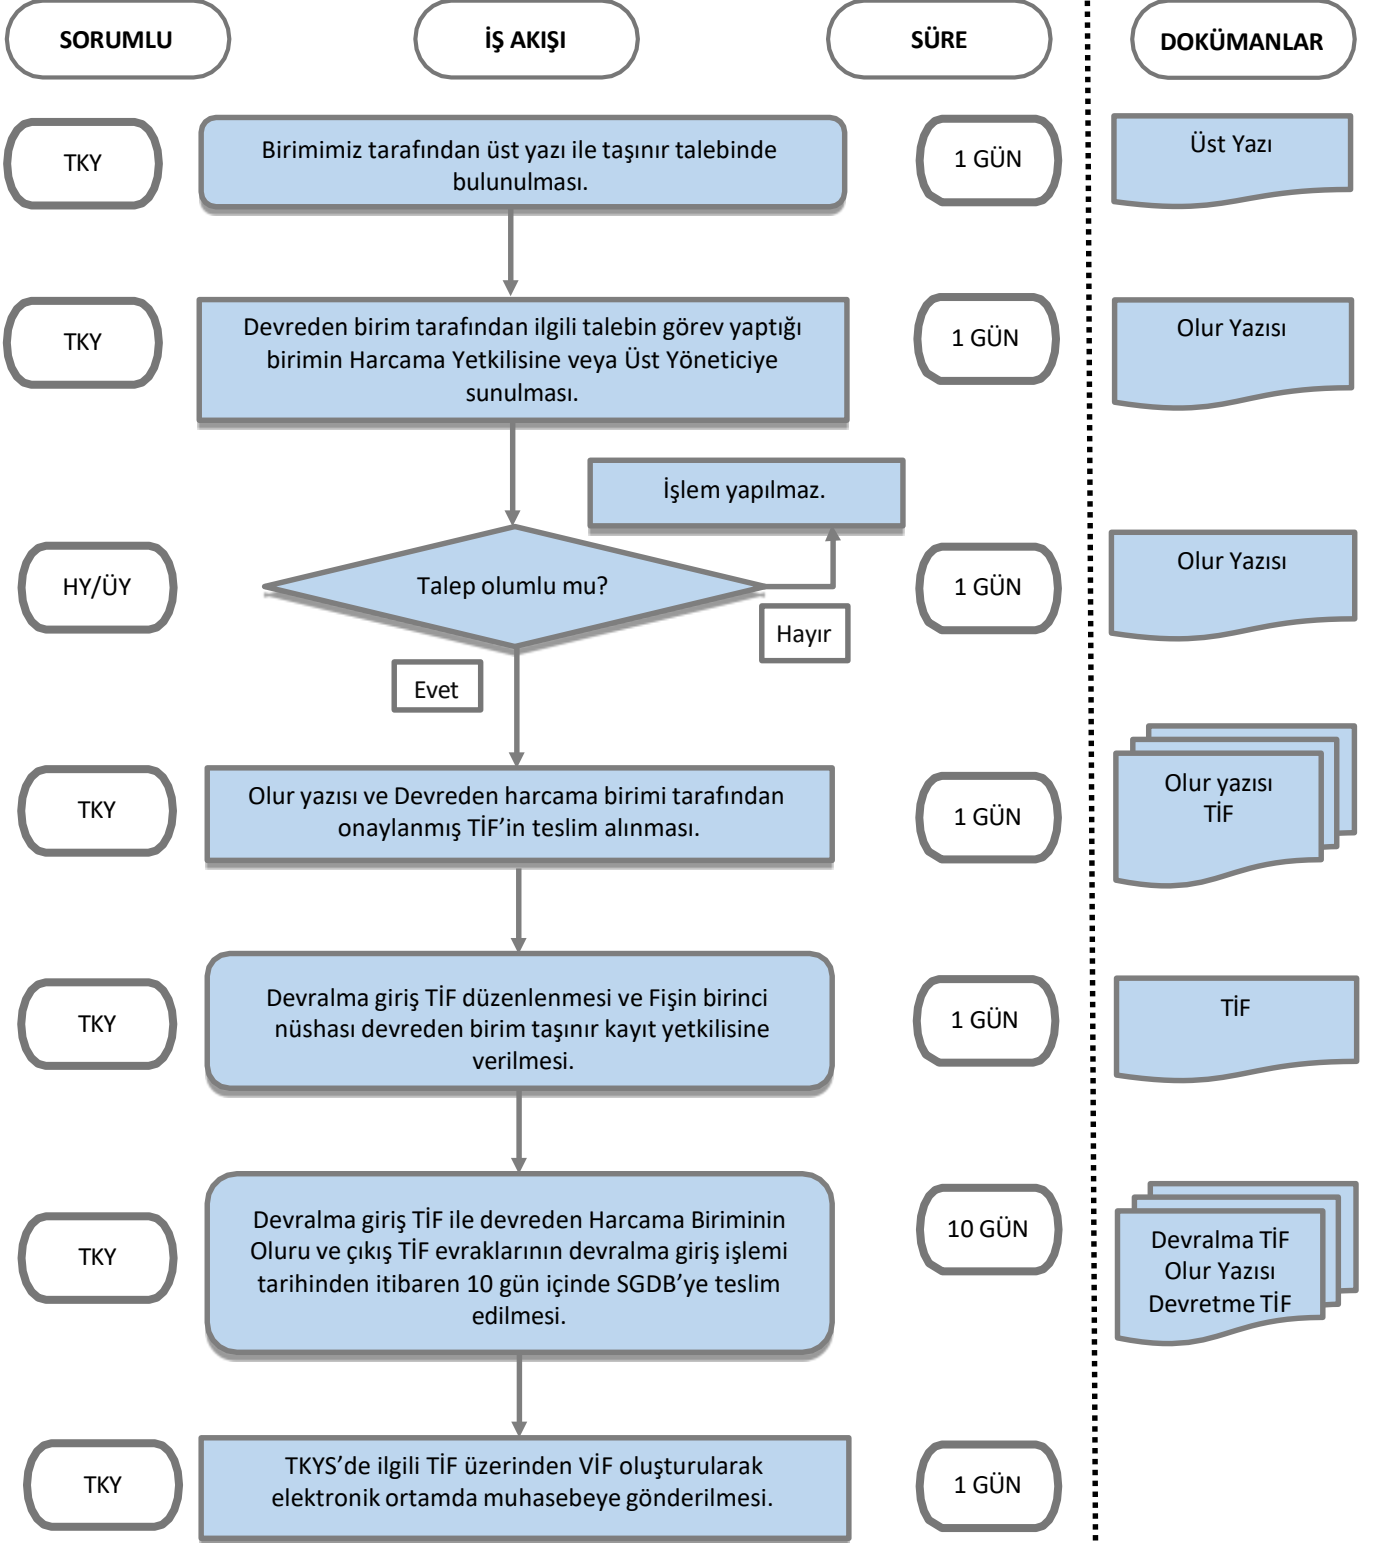 SORUMLU
İŞ AKIŞI
SÜRE
DOKÜMANLAR
TKY
Birimimiz tarafından üst yazı ile taşınır talebinde
bulunulması.
1 GÜN
Üst Yazı
TKY
Devreden birim tarafından ilgili talebin görev yaptığı
birimin Harcama Yetkilisine veya Üst Yöneticiye
sunulması.
1 GÜN
Olur Yazısı
İşlem yapılmaz.
HY/ÜY
Talep olumlu mu?
1 GÜN
Olur Yazısı
Hayır
Evet
TKY
Olur yazısı ve Devreden harcama birimi tarafından
onaylanmış TİF’in teslim alınması.
1 GÜN
Olur yazısı
TİF
TKY
Devralma giriş TİF düzenlenmesi ve Fişin birinci
nüshası devreden birim taşınır kayıt yetkilisine
verilmesi.
1 GÜN
TİF
TKY
Devralma giriş TİF ile devreden Harcama Biriminin
Oluru ve çıkış TİF evraklarının devralma giriş işlemi
tarihinden itibaren 10 gün içinde SGDB’ye teslim
edilmesi.
10 GÜN
Devralma TİF
Olur Yazısı
Devretme TİF
TKY
TKYS’de ilgili TİF üzerinden VİF oluşturularak
elektronik ortamda muhasebeye gönderilmesi.
1 GÜN